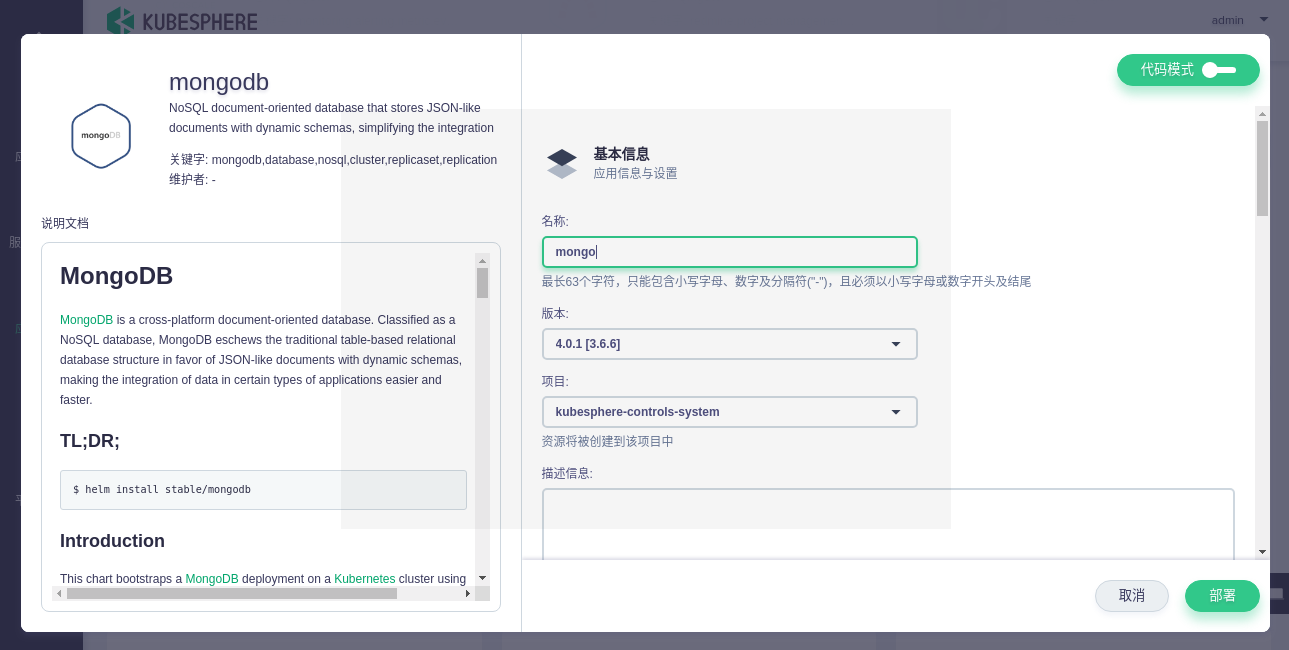 KUBESPHERE
admin
mongodb
NoSQL document-oriented database that stores JSON-like
documents with dynamic schemas, simplifying the integration
关键字: mongodb,database,nosql,cluster,replicaset,replication
维护者: -
mongoDB
说明文档
MongoDB
MongoDB is a cross-platform document-oriented database. Classified as a
NoSQL database, MongoDB eschews the traditional table-based relational
database structure in favor of JSON-like documents with dynamic schemas,
making the integration of data in certain types of applications easier and
faster.
TL;DR;
$ helm install stable/mongodb
Introduction
This chart bootstraps a MongoDB deployment on a Kubernetes cluster using
代码模式
基本信息
应用信息与设置
名称:
mongo
最长63个字符，只能包含小写字母、数字及分隔符("-")，且必须以小写字母或数字开头及结尾
版本:
4.0.1 [3.6.6]
项目:
kubesphere-controls-system
资源将被创建到该项目中
描述信息:
取消
部署